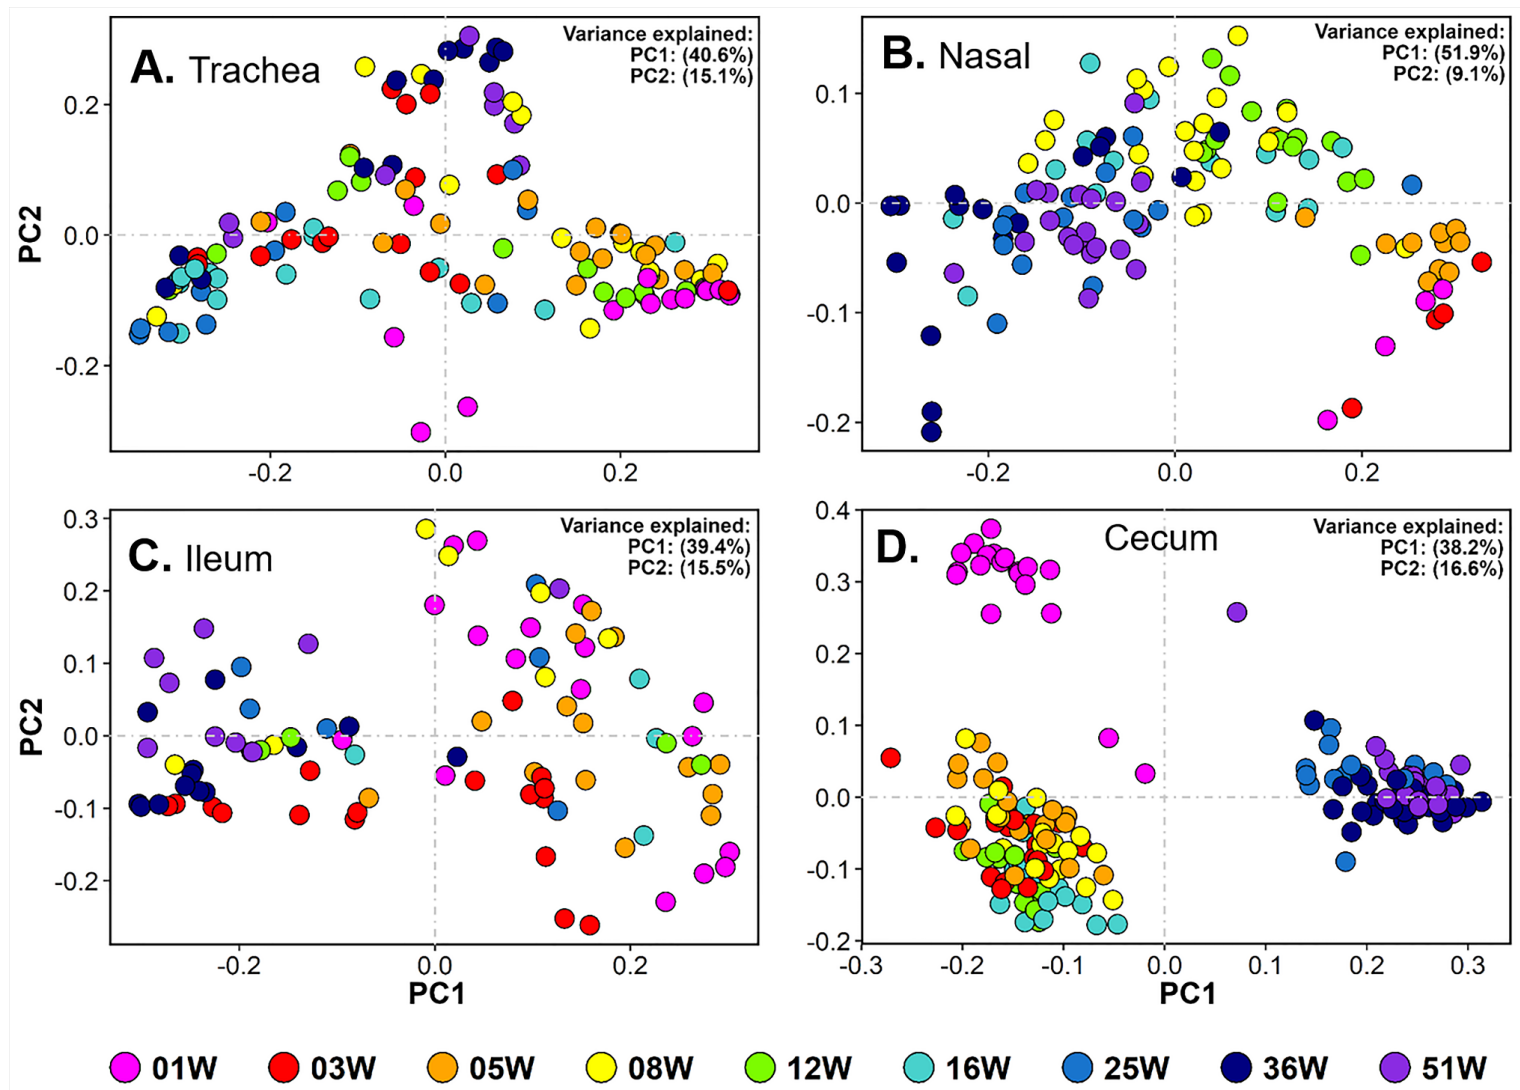 A. Trachea
Variance explained:
PC1: (40.6%)
PC2: (15.1%)
0.2
0.0
-0.2
PC2
-0.2 0.0 0.2
B. Nasal
Variance explained:
PC1: (51.9%)
PC2: (9.1%)
0.1
0.0
-0.1
-0.2
-0.2 0.0 0.2
C. Ileum
Variance explained:
PC1: (39.4%)
PC2: (15.5%)
0.3
0.2
0.1
0.0
-0.1
-0.2
PC2
-0.2 0.0 0.2
PC1
D. Cecum
Variance explained:
PC1: (38.2%)
PC2: (16.6%)
0.4
0.3
0.2
0.1
0.0
-0.1
-0.2
-0.3 -0.2 -0.1 0.0 0.1 0.2 0.3
PC1
01W 03W 05W 08W 12W 16W 25W 36W 51W